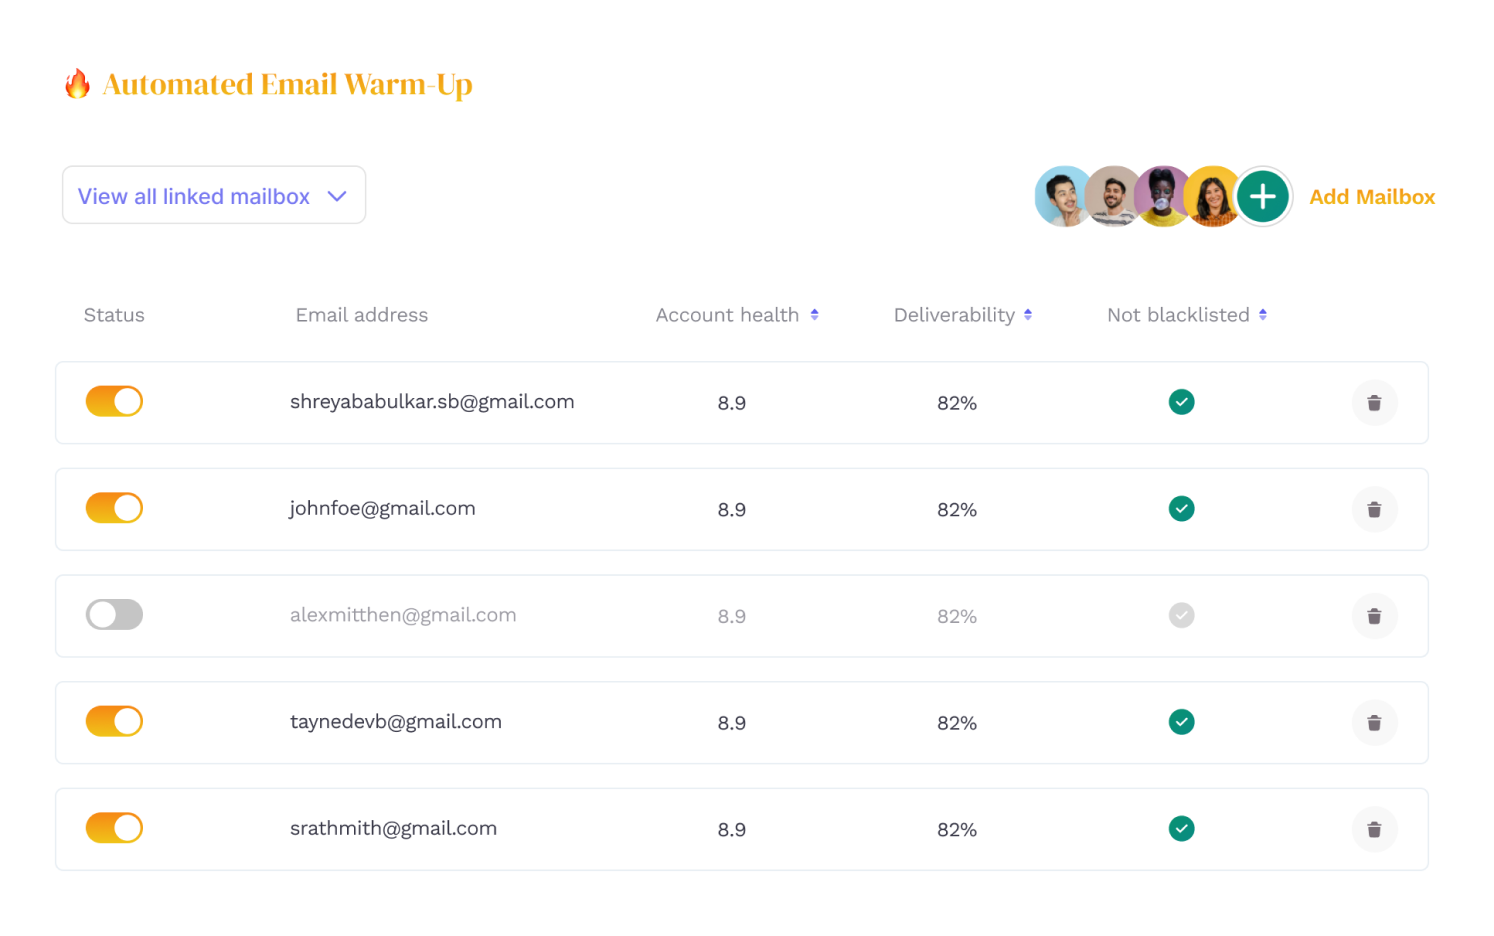 Automated Email Warm-Up
View all linked mailbox
Add Mailbox
Status Email address Account health Deliverability Not blacklisted
shreyababulkar.sb@gmail.com 8.9 82%
johnfoe@gmail.com 8.9 82%
alexmitthen@gmail.com 8.9 82%
taynedevb@gmail.com 8.9 82%
srathmith@gmail.com 8.9 82%